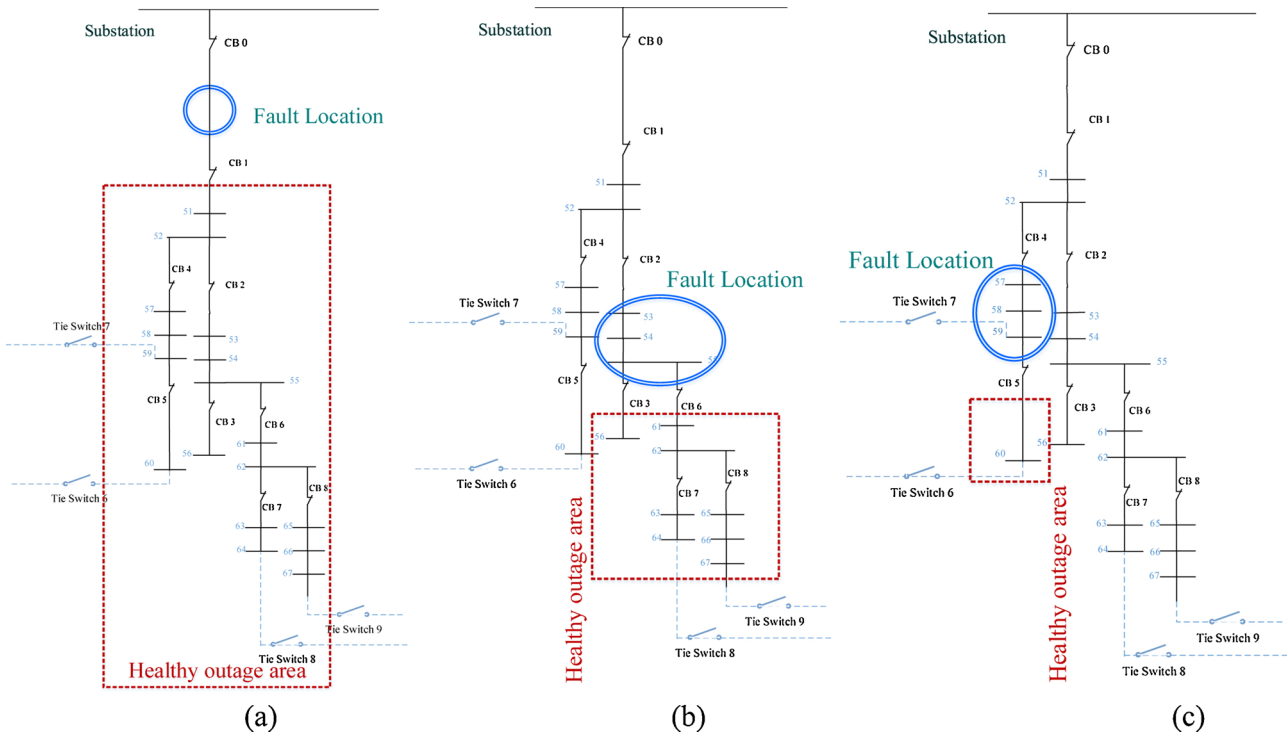 Substation
CB 0
Fault Location
CB 1
51
52
CB 4
CB 2
57
58
53
Tie Switch 7
59
54
55
CB 5
CB 3
CB 6
61
56
60
62
Tie Switch 6
CB 8
CB 7
63
65
64
66
67
Tie Switch 9
Tie Switch 8
Healthy outage area
(a)
Substation
CB 0
CB 1
51
52
CB 4
CB 2
Fault Location
57
Tie Switch 7
58
53
59
54
CB 5
CB 3
CB 6
61
56
60
62
Tie Switch 6
CB 8
CB 7
63
65
64
66
67
Tie Switch 9
Tie Switch 8
Healthy outage area
(b)
Substation
CB 0
CB 1
51
52
CB 4
CB 2
Fault Location
57
Tie Switch 7
58
53
59
54
55
CB 5
CB 3
CB 6
61
56
60
62
Tie Switch 6
CB 8
CB 7
63
65
64
66
67
Tie Switch 9
Tie Switch 8
Healthy outage area
(c)